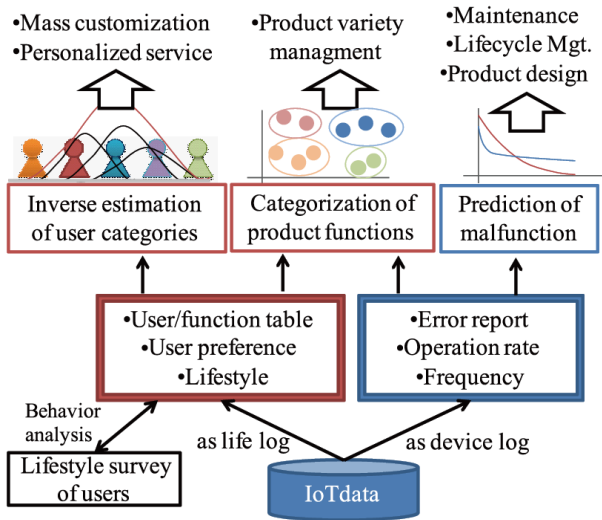 •Mass customization
•Personalized service
•Product variety
managment
•Maintenance
•Lifecycle Mgt.
•Product design
Inverse estimation
of user categories
Categorization of
product functions
Prediction of
malfunction
•User/function table
•User preference
•Lifestyle
•Error report
•Operation rate
•Frequency
Behavior
analysis
as life log
as device log
Lifestyle survey
of users
IoTdata